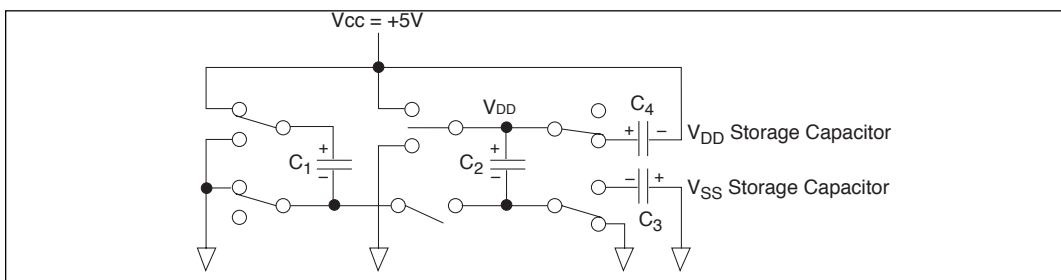 Vcc = +5V
VDD
C4
+ −
VDD Storage Capacitor
+
C1
−
+
C2
−
− +
VSS Storage Capacitor
C3